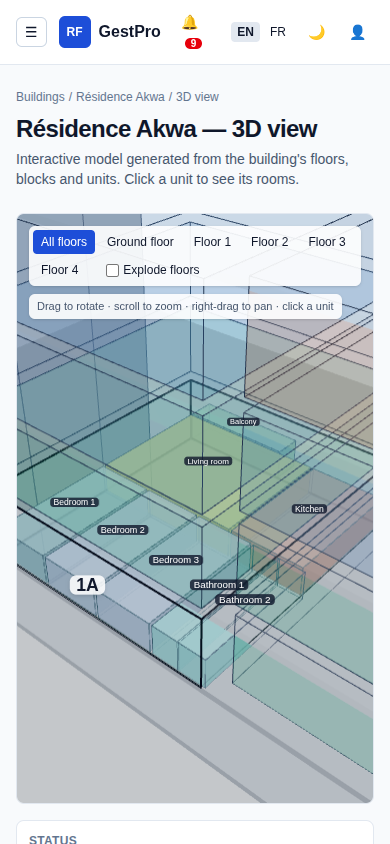 ☰ RF GestPro 🔔 9 EN FR 🌙 👤
Buildings / Résidence Akwa / 3D view
Résidence Akwa — 3D view
Interactive model generated from the building's floors,
blocks and units. Click a unit to see its rooms.
All floors Ground floor Floor 1 Floor 2 Floor 3
Floor 4 Explode floors
Drag to rotate · scroll to zoom · right-drag to pan · click a unit
Balcony
Living room
Bedroom 1
Kitchen
Bedroom 2
Bedroom 3
1A
Bathroom 1
Bathroom 2
STATUS